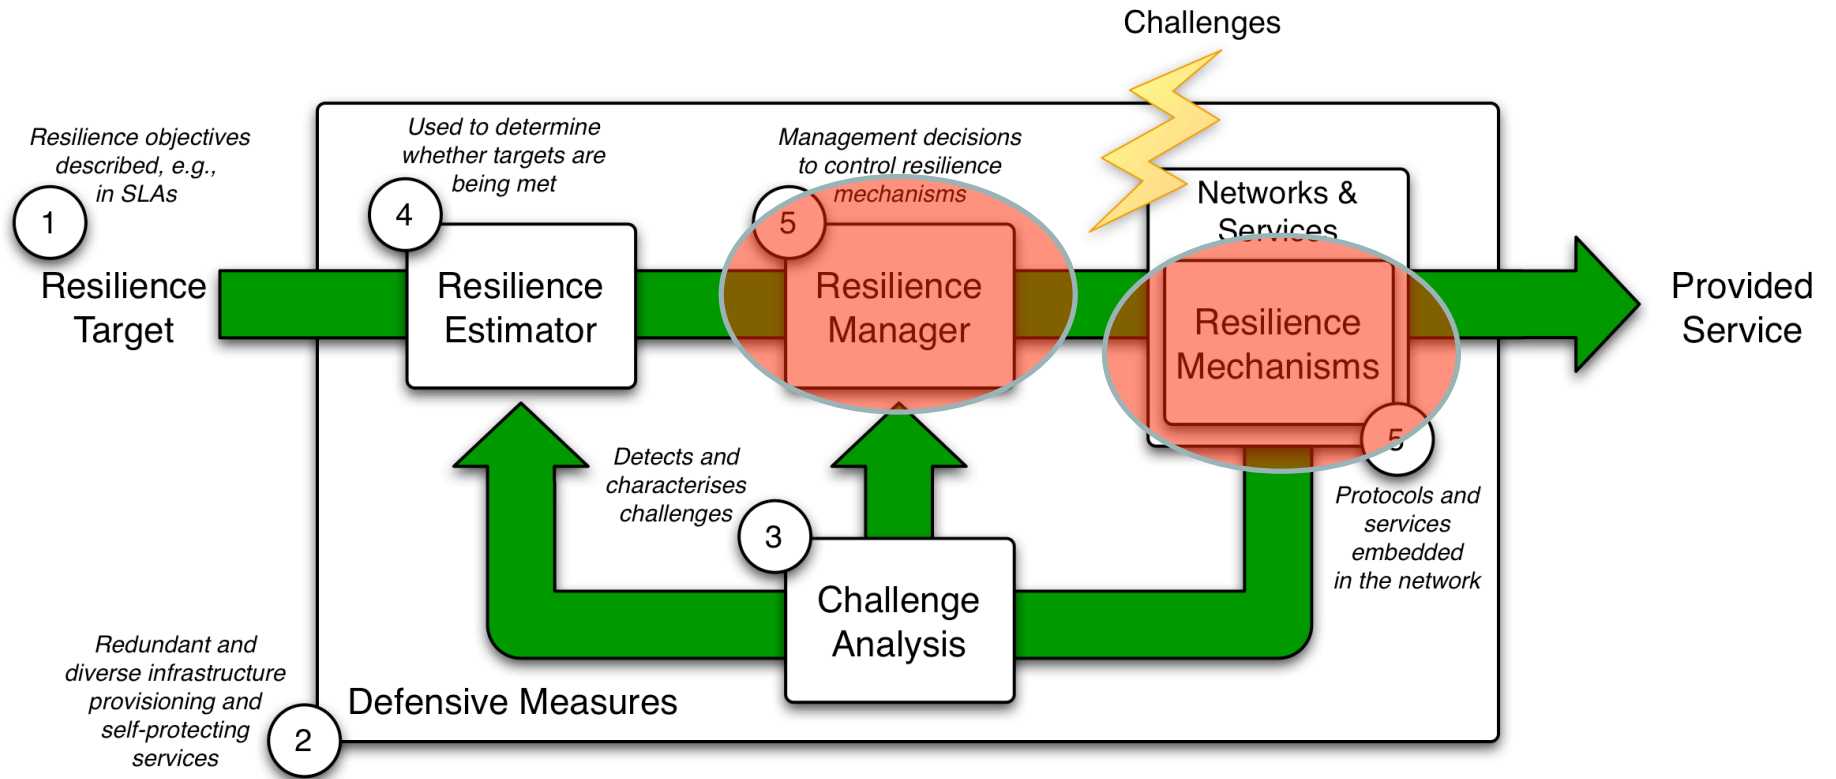 Challenges
Resilience objectives
described, e.g.,
in SLAs
1
Resilience
Target
Used to determine
whether targets are
being met
4
Resilience
Estimator
Management decisions
to control resilience
mechanisms
5
Resilience
Manager
Networks &
Services
Resilience
Mechanisms
5
Protocols and
services
embedded
in the network
Provided
Service
Detects and
characterises
challenges
3
Challenge
Analysis
Redundant and
diverse infrastructure
provisioning and
self-protecting
services
2
Defensive Measures